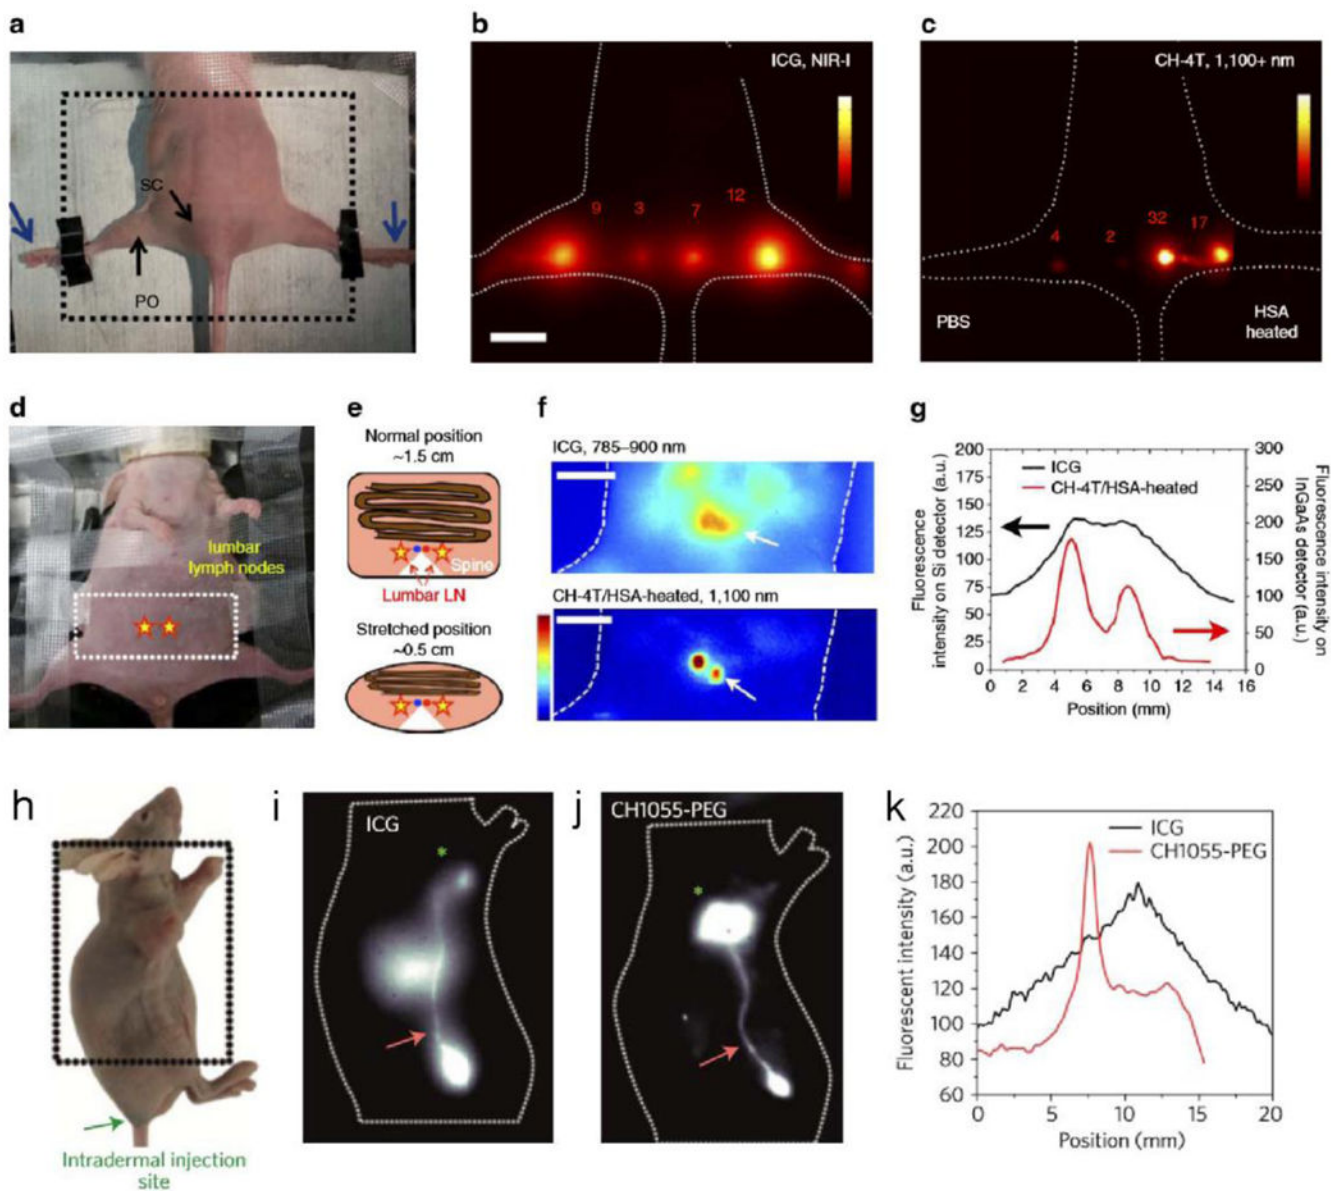 a
SC
PO
b
ICG, NIR-I
9 3 7 12
c
CH-4T, 1,100+ nm
4 2 32 17
PBS
HSA
heated
d
lumbar
lymph nodes
e
Normal position
~1.5 cm
Spine
Lumbar LN
Stretched position
~0.5 cm
f
ICG, 785–900 nm
CH-4T/HSA-heated, 1,100 nm
g
Fluorescence
intensity on Si detector (a.u.)
200
175
150
125
100
75
50
25
0
ICG
CH-4T/HSA-heated
300
250
200
150
100
50
0
Fluorescence intensity on
InGaAs detector (a.u.)
0 2 4 6 8 10 12 14 16
Position (mm)
h
Intradermal injection
site
i
ICG
*
j
CH1055-PEG
*
k
Fluorescent intensity (a.u.)
220
200
180
160
140
120
100
80
60
ICG
CH1055-PEG
0 5 10 15 20
Position (mm)